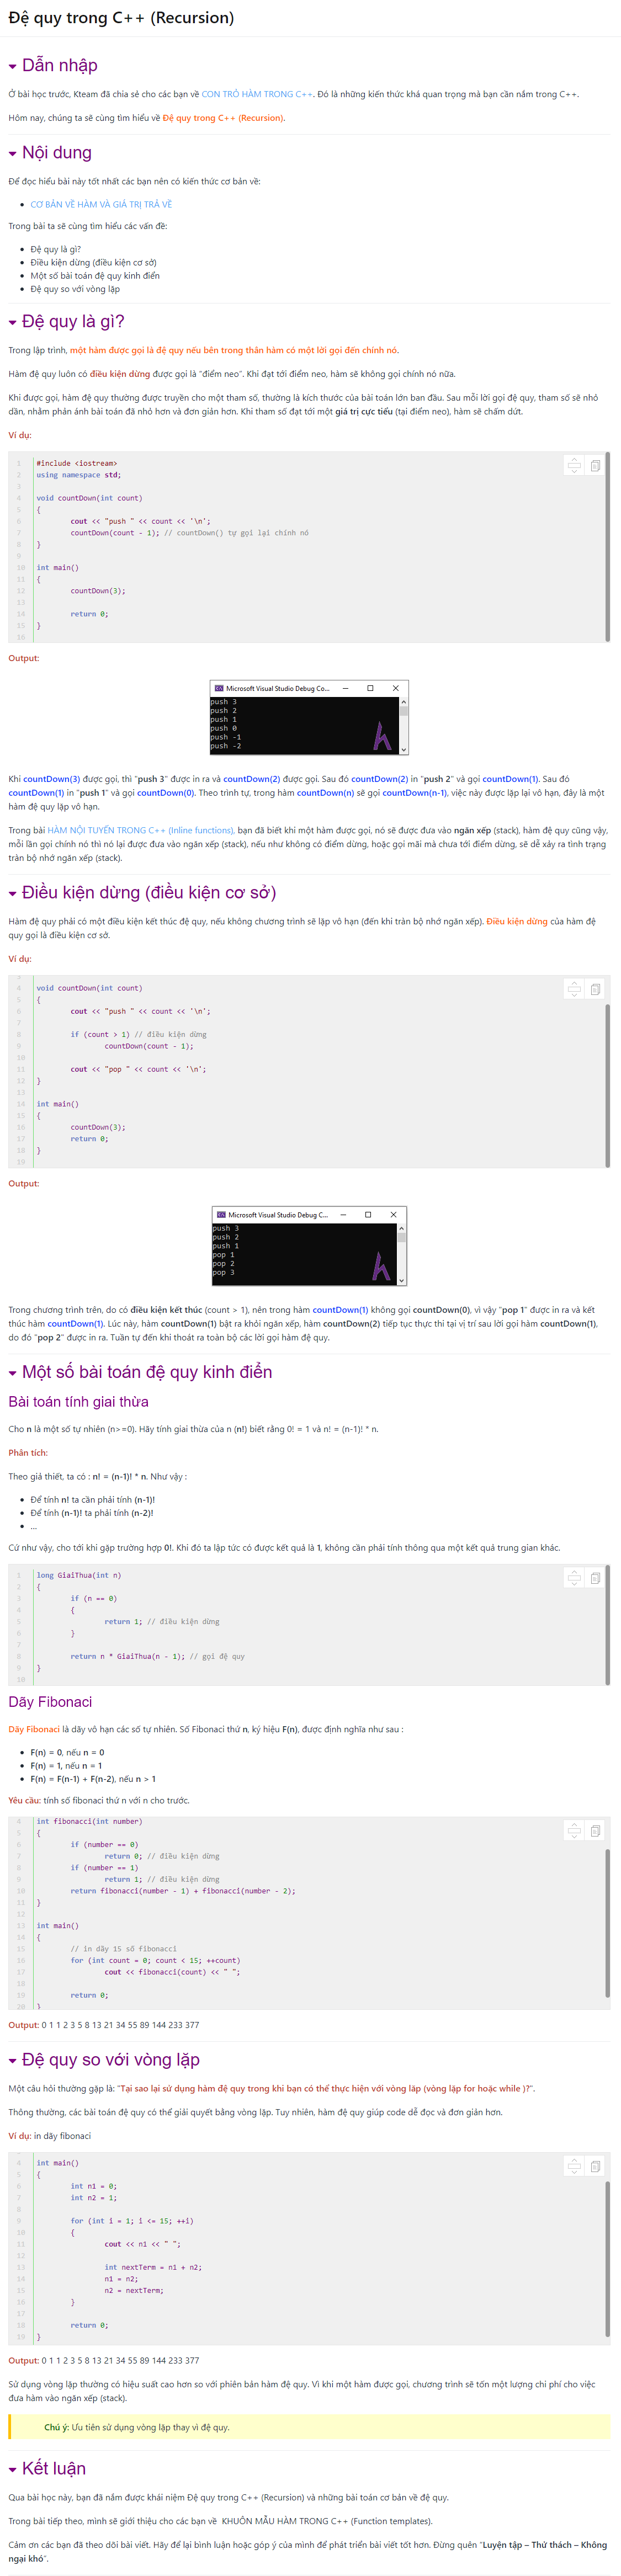 Đệ quy trong C++ (Recursion)
Dẫn nhập
Ở bài học trước, Kteam đã chia sẻ cho các bạn về CON TRỎ HÀM TRONG C++. Đó là những kiến thức khá quan trọng mà bạn cần nắm trong C++.
Hôm nay, chúng ta sẽ cùng tìm hiểu về Đệ quy trong C++ (Recursion).
Nội dung
Để đọc hiểu bài này tốt nhất các bạn nên có kiến thức cơ bản về:
CƠ BẢN VỀ HÀM VÀ GIÁ TRỊ TRẢ VỀ
Trong bài ta sẽ cùng tìm hiểu các vấn đề:
Đệ quy là gì?
Điều kiện dừng (điều kiện cơ sở)
Một số bài toán đệ quy kinh điển
Đệ quy so với vòng lặp
Đệ quy là gì?
Trong lập trình, một hàm được gọi là đệ quy nếu bên trong thân hàm có một lời gọi đến chính nó.
Hàm đệ quy luôn có điều kiện dừng được gọi là "điểm neo". Khi đạt tới điểm neo, hàm sẽ không gọi chính nó nữa.
Khi được gọi, hàm đệ quy thường được truyền cho một tham số, thường là kích thước của bài toán lớn ban đầu. Sau mỗi lời gọi đệ quy, tham số sẽ nhỏ
dần, nhằm phản ánh bài toán đã nhỏ hơn và đơn giản hơn. Khi tham số đạt tới một giá trị cực tiểu (tại điểm neo), hàm sẽ chấm dứt.
Ví dụ:
1 #include <iostream>
2 using namespace std;
3
4 void countDown(int count)
5 {
6 cout << "push " << count << '\n';
7 countDown(count - 1); // countDown() tự gọi lại chính nó
8 }
9
10 int main()
11 {
12 countDown(3);
13
14 return 0;
15 }
16
Output:
Microsoft Visual Studio Debug Co...
push 3
push 2
push 1
push 0
push -1
push -2
Khi countDown(3) được gọi, thì "push 3" được in ra và countDown(2) được gọi. Sau đó countDown(2) in "push 2" và gọi countDown(1). Sau đó
countDown(1) in "push 1" và gọi countDown(0). Theo trình tự, trong hàm countDown(n) sẽ gọi countDown(n-1), việc này được lặp lại vô hạn, đây là một
hàm đệ quy lặp vô hạn.
Trong bài HÀM NỘI TUYẾN TRONG C++ (Inline functions), bạn đã biết khi một hàm được gọi, nó sẽ được đưa vào ngăn xếp (stack), hàm đệ quy cũng vậy,
mỗi lần gọi chính nó thì nó lại được đưa vào ngăn xếp (stack), nếu như không có điểm dừng, hoặc gọi mãi mà chưa tới điểm dừng, sẽ dễ xảy ra tình trạng
tràn bộ nhớ ngăn xếp (stack).
Điều kiện dừng (điều kiện cơ sở)
Hàm đệ quy phải có một điều kiện kết thúc đệ quy, nếu không chương trình sẽ lặp vô hạn (đến khi tràn bộ nhớ ngăn xếp). Điều kiện dừng của hàm đệ
quy gọi là điều kiện cơ sở.
Ví dụ:
3
4 void countDown(int count)
5 {
6 cout << "push " << count << '\n';
7
8 if (count > 1) // điều kiện dừng
9 countDown(count - 1);
10
11 cout << "pop " << count << '\n';
12 }
13
14 int main()
15 {
16 countDown(3);
17 return 0;
18 }
19
Output:
Microsoft Visual Studio Debug C...
push 3
push 2
push 1
pop 1
pop 2
pop 3
Trong chương trình trên, do có điều kiện kết thúc (count > 1), nên trong hàm countDown(1) không gọi countDown(0), vì vậy "pop 1" được in ra và kết
thúc hàm countDown(1). Lúc này, hàm countDown(1) bật ra khỏi ngăn xếp, hàm countDown(2) tiếp tục thực thi tại vị trí sau lời gọi hàm countDown(1),
do đó "pop 2" được in ra. Tuần tự đến khi thoát ra toàn bộ các lời gọi hàm đệ quy.
Một số bài toán đệ quy kinh điển
Bài toán tính giai thừa
Cho n là một số tự nhiên (n>=0). Hãy tính giai thừa của n (n!) biết rằng 0! = 1 và n! = (n-1)! * n.
Phân tích:
Theo giả thiết, ta có : n! = (n-1)! * n. Như vậy :
Để tính n! ta cần phải tính (n-1)!
Để tính (n-1)! ta phải tính (n-2)!
...
Cứ như vậy, cho tới khi gặp trường hợp 0!. Khi đó ta lập tức có được kết quả là 1, không cần phải tính thông qua một kết quả trung gian khác.
1 long GiaiThua(int n)
2 {
3 if (n == 0)
4 {
5 return 1; // điều kiện dừng
6 }
7
8 return n * GiaiThua(n - 1); // gọi đệ quy
9 }
10
Dãy Fibonaci
Dãy Fibonaci là dãy vô hạn các số tự nhiên. Số Fibonaci thứ n, ký hiệu F(n), được định nghĩa như sau :
F(n) = 0, nếu n = 0
F(n) = 1, nếu n = 1
F(n) = F(n-1) + F(n-2), nếu n > 1
Yêu cầu: tính số fibonaci thứ n với n cho trước.
4 int fibonacci(int number)
5 {
6 if (number == 0)
7 return 0; // điều kiện dừng
8 if (number == 1)
9 return 1; // điều kiện dừng
10 return fibonacci(number - 1) + fibonacci(number - 2);
11 }
12
13 int main()
14 {
15 // in dãy 15 số fibonacci
16 for (int count = 0; count < 15; ++count)
17 cout << fibonacci(count) << " ";
18
19 return 0;
20 }
Output: 0 1 1 2 3 5 8 13 21 34 55 89 144 233 377
Đệ quy so với vòng lặp
Một câu hỏi thường gặp là: "Tại sao lại sử dụng hàm đệ quy trong khi bạn có thể thực hiện với vòng lăp (vòng lặp for hoặc while )?".
Thông thường, các bài toán đệ quy có thể giải quyết bằng vòng lặp. Tuy nhiên, hàm đệ quy giúp code dễ đọc và đơn giản hơn.
Ví dụ: in dãy fibonaci
4 int main()
5 {
6 int n1 = 0;
7 int n2 = 1;
8
9 for (int i = 1; i <= 15; ++i)
10 {
11 cout << n1 << " ";
12
13 int nextTerm = n1 + n2;
14 n1 = n2;
15 n2 = nextTerm;
16 }
17
18 return 0;
19 }
Output: 0 1 1 2 3 5 8 13 21 34 55 89 144 233 377
Sử dụng vòng lặp thường có hiệu suất cao hơn so với phiên bản hàm đệ quy. Vì khi một hàm được gọi, chương trình sẽ tốn một lượng chi phí cho việc
đưa hàm vào ngăn xếp (stack).
Chú ý: Ưu tiên sử dụng vòng lặp thay vì đệ quy.
Kết luận
Qua bài học này, bạn đã nắm được khái niệm Đệ quy trong C++ (Recursion) và những bài toán cơ bản về đệ quy.
Trong bài tiếp theo, mình sẽ giới thiệu cho các bạn về KHUÔN MẪU HÀM TRONG C++ (Function templates).
Cảm ơn các bạn đã theo dõi bài viết. Hãy để lại bình luận hoặc góp ý của mình để phát triển bài viết tốt hơn. Đừng quên "Luyện tập – Thử thách – Không
ngại khó".